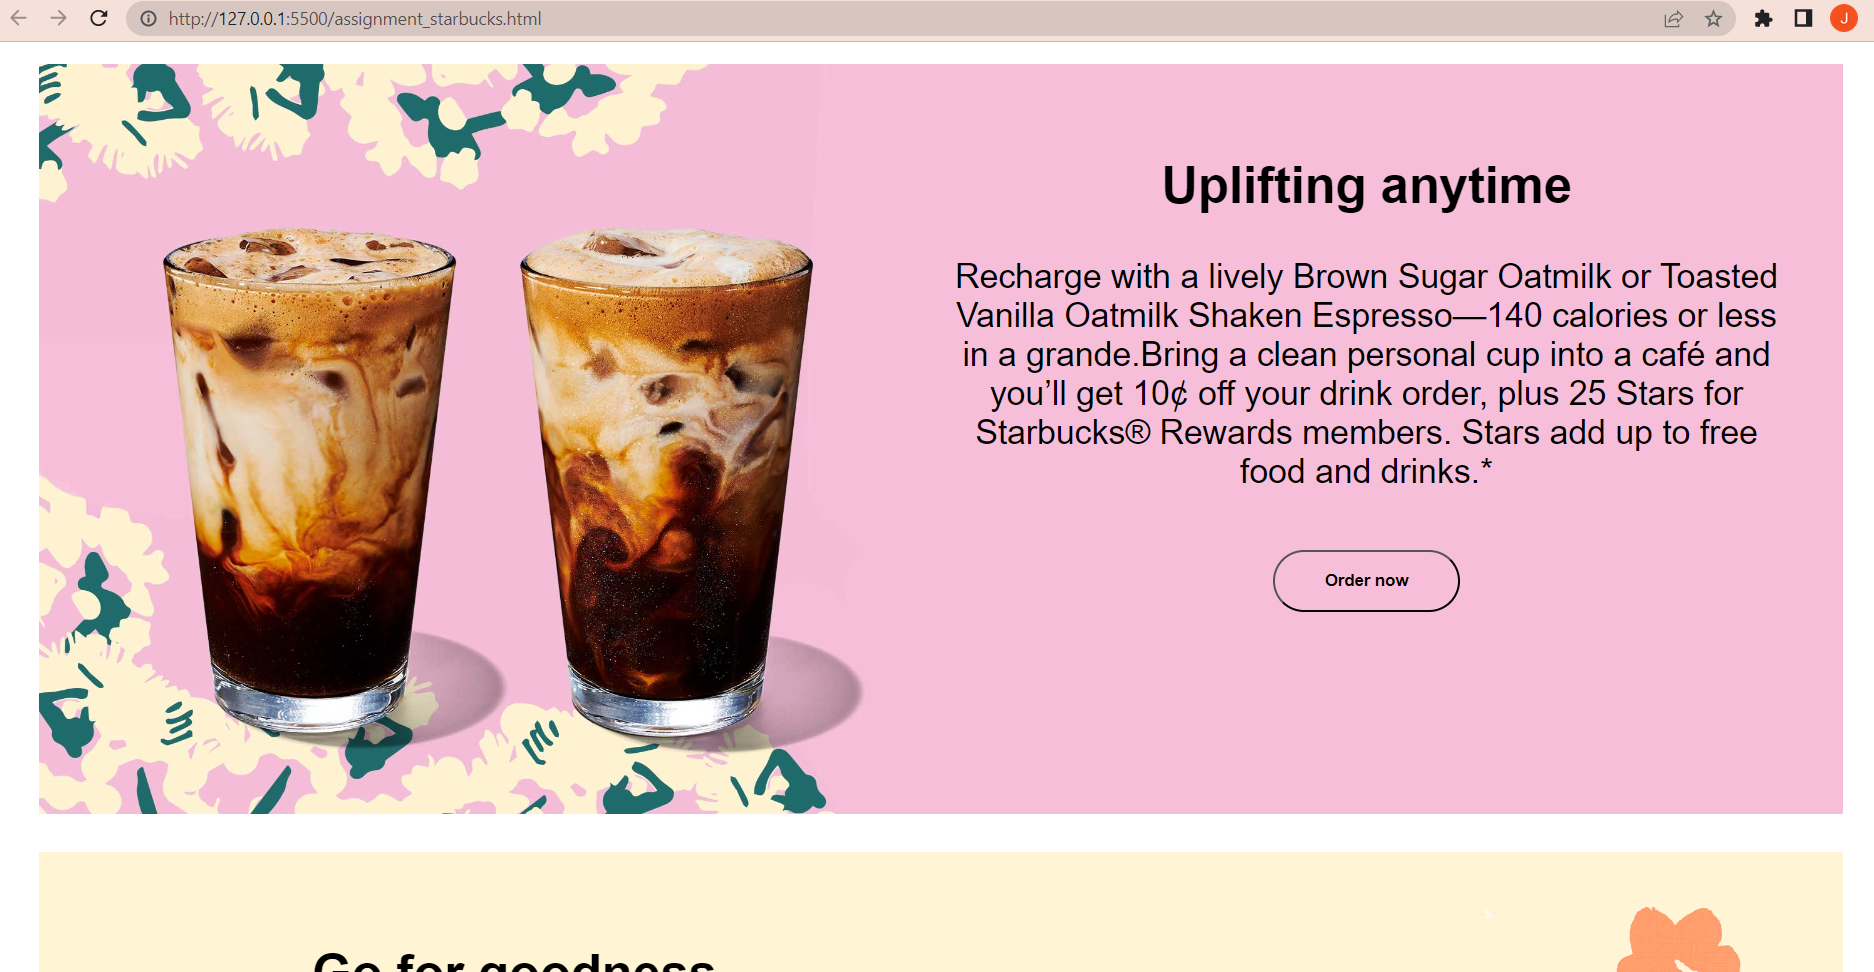 http://127.0.0.1:5500/assignment_starbucks.html
J
Uplifting anytime
Recharge with a lively Brown Sugar Oatmilk or Toasted
Vanilla Oatmilk Shaken Espresso—140 calories or less
in a grande.Bring a clean personal cup into a café and
you’ll get 10¢ off your drink order, plus 25 Stars for
Starbucks® Rewards members. Stars add up to free
food and drinks.*
Order now
Go for goodness